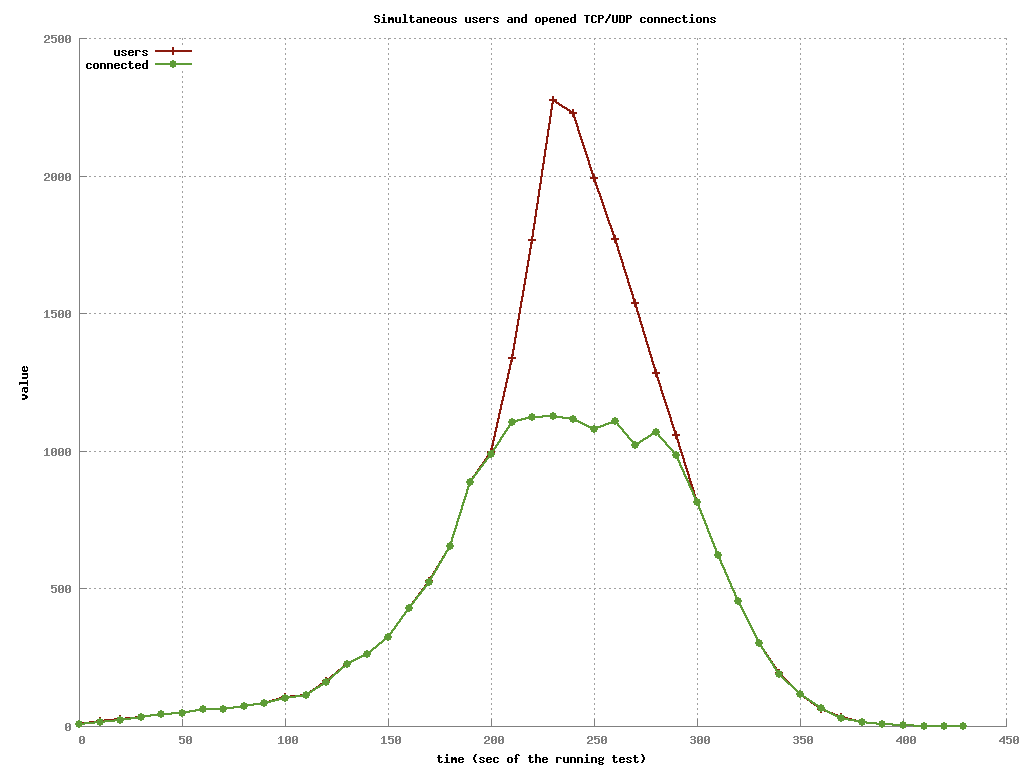 Simultaneous users and opened TCP/UDP connections
2500
users
connected
2000
1500
value
1000
500
0
0 50 100 150 200 250 300 350 400 450
time (sec of the running test)